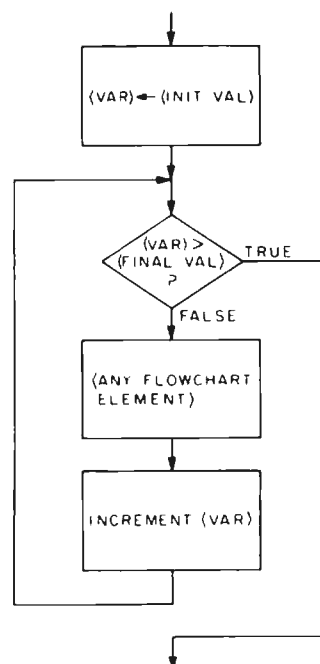 ⟨VAR⟩←⟨INIT VAL⟩
⟨VAR⟩>
⟨FINAL VAL⟩
?
TRUE
FALSE
⟨ANY FLOWCHART
ELEMENT⟩
INCREMENT ⟨VAR⟩